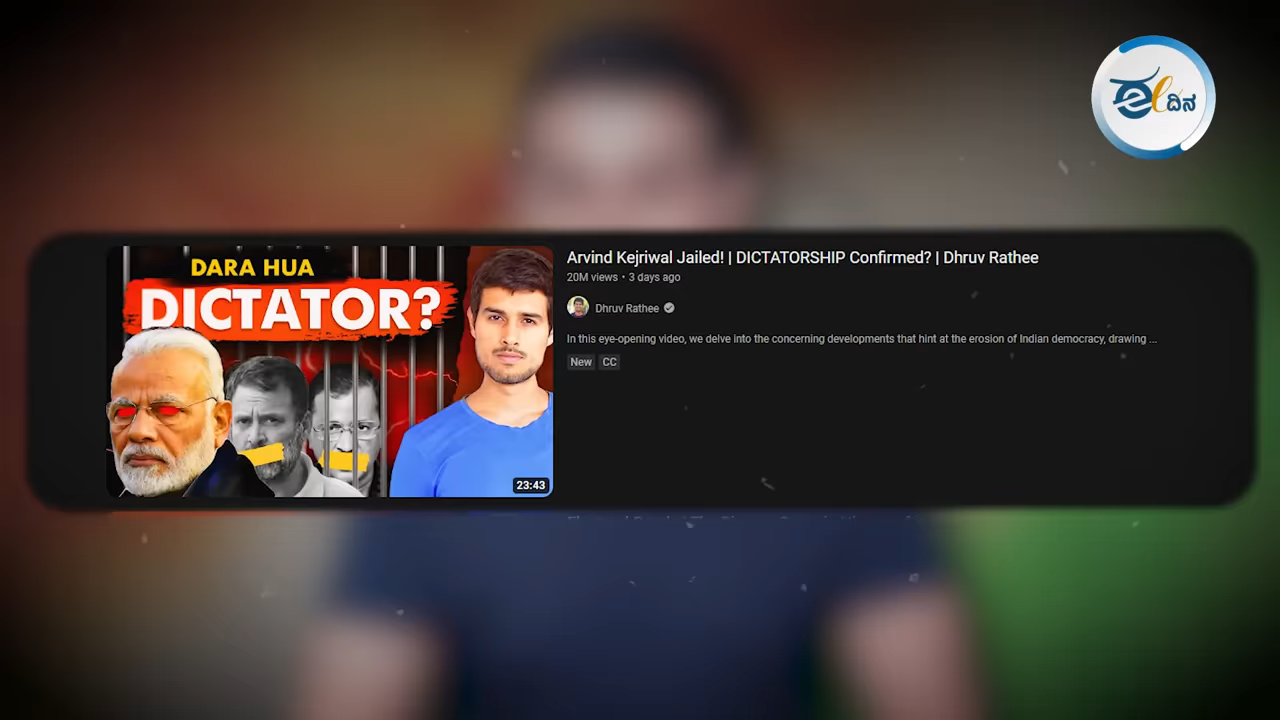 ಈ ದಿನ
DARA HUA
DICTATOR?
23:43
Arvind Kejriwal Jailed! | DICTATORSHIP Confirmed? | Dhruv Rathee
20M views • 3 days ago
Dhruv Rathee
In this eye-opening video, we delve into the concerning developments that hint at the erosion of Indian democracy, drawing ...
New CC